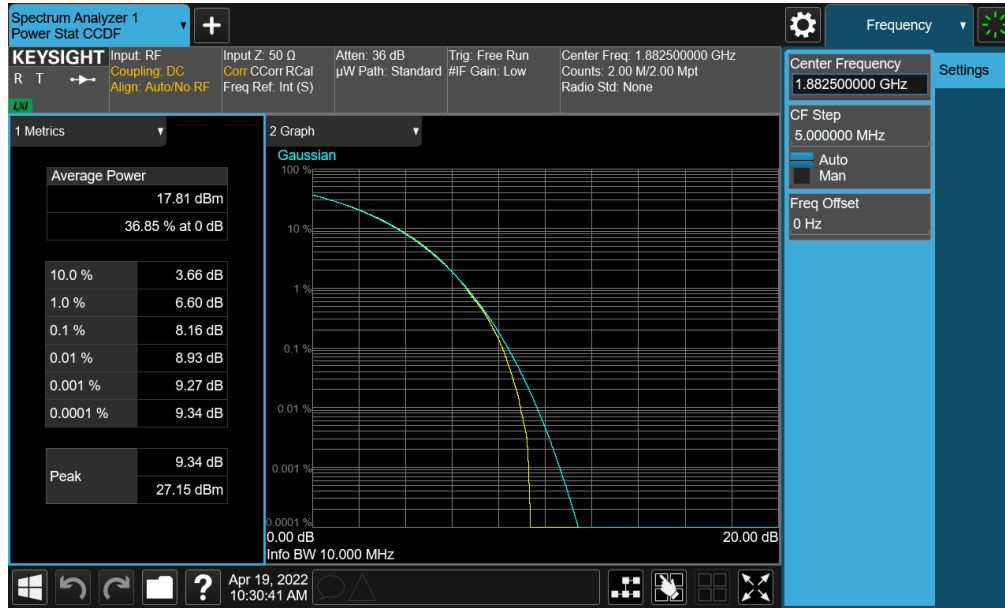 Spectrum Analyzer 1
Power Stat CCDF
Frequency
KEYSIGHT
R T
LXI
Input: RF
Coupling: DC
Align: Auto/No RF
Input Z: 50 Ω
Corr CCorr RCal
Freq Ref: Int (S)
Atten: 36 dB
µW Path: Standard
Trig: Free Run
#IF Gain: Low
Center Freq: 1.882500000 GHz
Counts: 2.00 M/2.00 Mpt
Radio Std: None
Center Frequency
1.882500000 GHz
Settings
CF Step
5.000000 MHz
Auto
Man
Freq Offset
0 Hz
1 Metrics
Average Power
17.81 dBm
36.85 % at 0 dB
10.0 % 3.66 dB
1.0 % 6.60 dB
0.1 % 8.16 dB
0.01 % 8.93 dB
0.001 % 9.27 dB
0.0001 % 9.34 dB
Peak
9.34 dB
27.15 dBm
2 Graph
Gaussian
100 %
10 %
1 %
0.1 %
0.01 %
0.001 %
0.0001 %
0.00 dB 20.00 dB
Info BW 10.000 MHz
?
Apr 19, 2022
10:30:41 AM